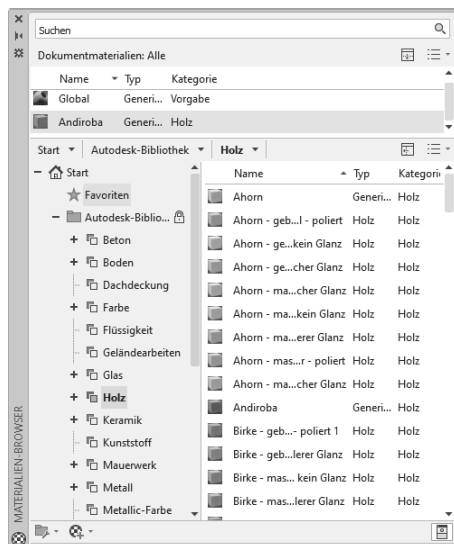 Suchen
Dokumentmaterialien: Alle
Name Typ Kategorie
Global Generi... Vorgabe
Andiroba Generi... Holz
Start Autodesk-Bibliothek Holz
Start
Favoriten
Autodesk-Biblio...
Beton
Boden
Dachdeckung
Farbe
Flüssigkeit
Geländearbeiten
Glas
Holz
Keramik
Kunststoff
Mauerwerk
Metall
Metallic-Farbe
Name Typ Kategori
Ahorn Generi... Holz
Ahorn - geb...l - poliert Holz Holz
Ahorn - ge...kein Glanz Holz Holz
Ahorn - ge...cher Glanz Holz Holz
Ahorn - ma...cher Glanz Holz Holz
Ahorn - ma...kein Glanz Holz Holz
Ahorn - ma...erer Glanz Holz Holz
Ahorn - mas...r - poliert Holz Holz
Ahorn - ma...cher Glanz Holz Holz
Andiroba Generi... Holz
Birke - geb...- poliert 1 Holz Holz
Birke - geb...lerer Glanz Holz Holz
Birke - mas... kein Glanz Holz Holz
Birke - mas...lerer Glanz Holz Holz
MATERIALIEN-BROWSER